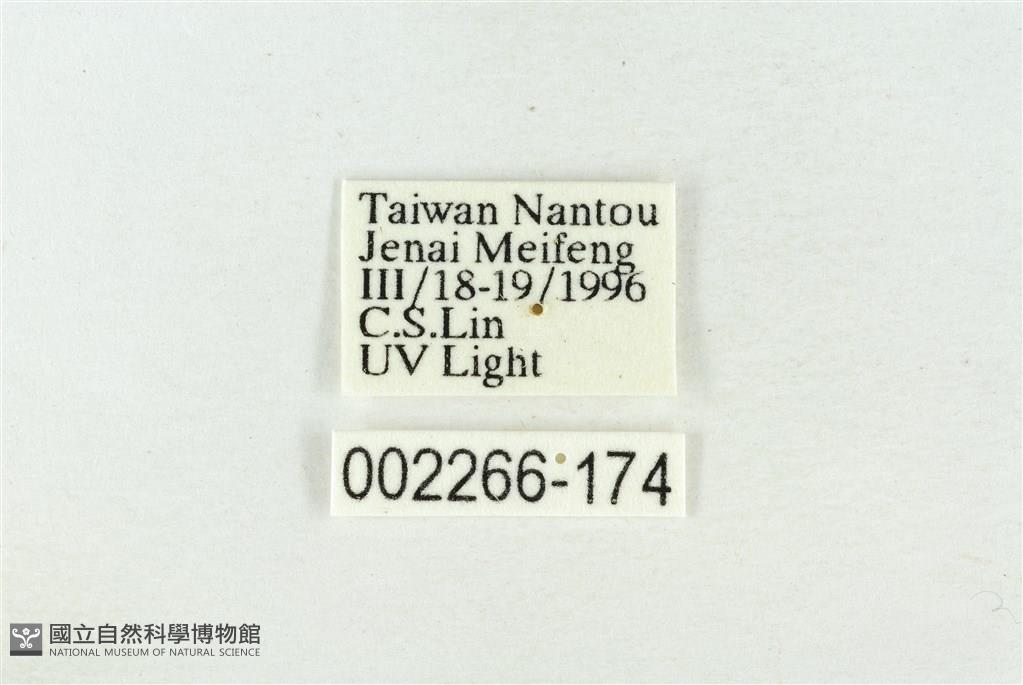 Taiwan Nantou
Jenai Meifeng
III/18-19/1996
C.S.Lin
UV Light
002266-174
國立自然科學博物館
NATIONAL MUSEUM OF NATURAL SCIENCE